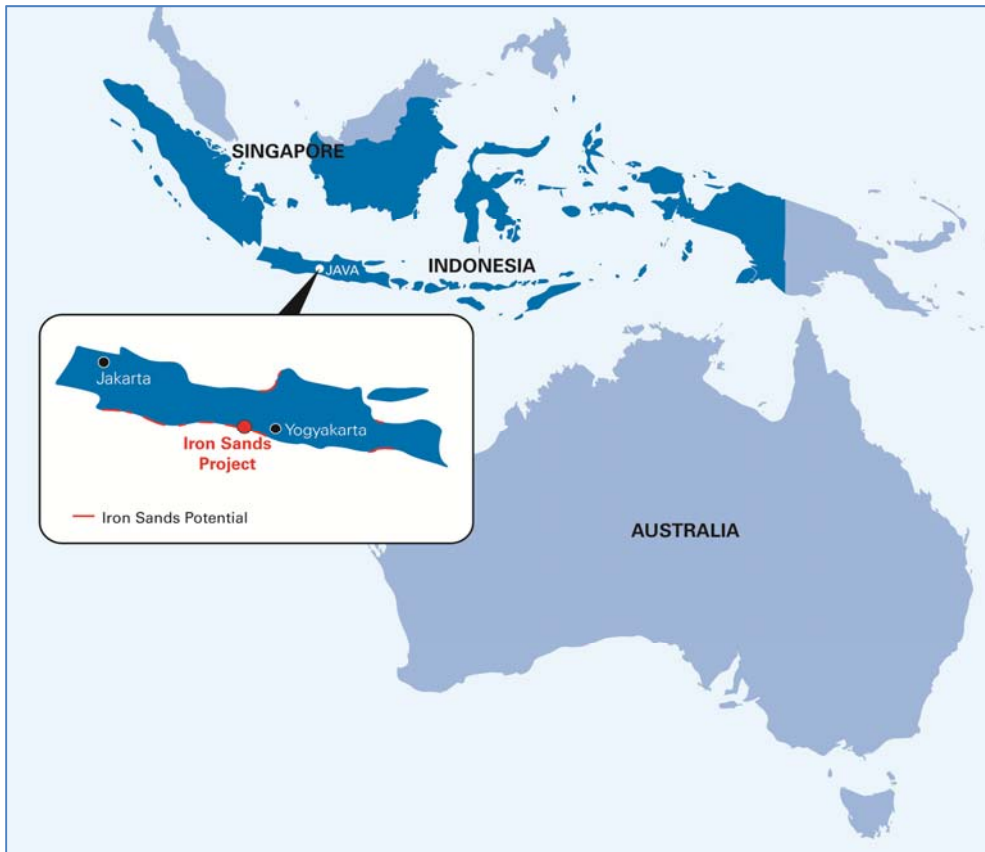 SINGAPORE
INDONESIA
JAVA
Jakarta
Yogyakarta
Iron Sands
Project
Iron Sands Potential
AUSTRALIA